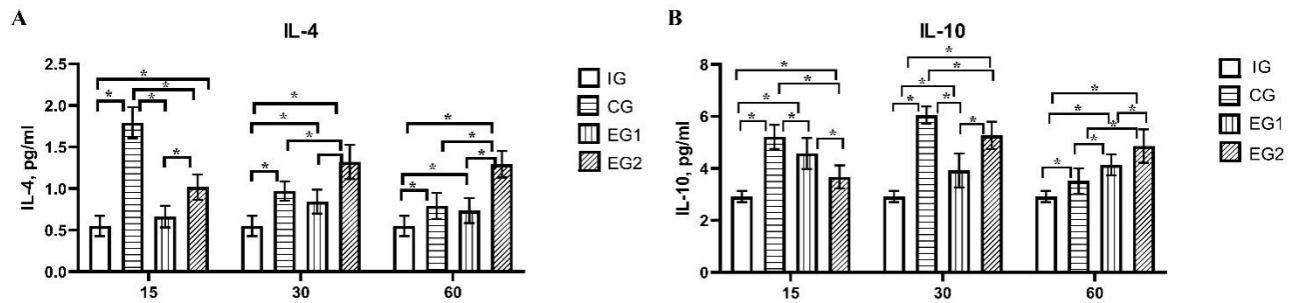 A
IL-4
IL-4, pg/ml
2.5
2.0
1.5
1.0
0.5
0.0
* * * * *
* * * * *
* * * * *
15
30
60
IG
CG
EG1
EG2
B
IL-10
IL-10, pg/ml
8
6
4
2
0
* * * * * *
* * * * * *
* * * * * *
15
30
60
IG
CG
EG1
EG2